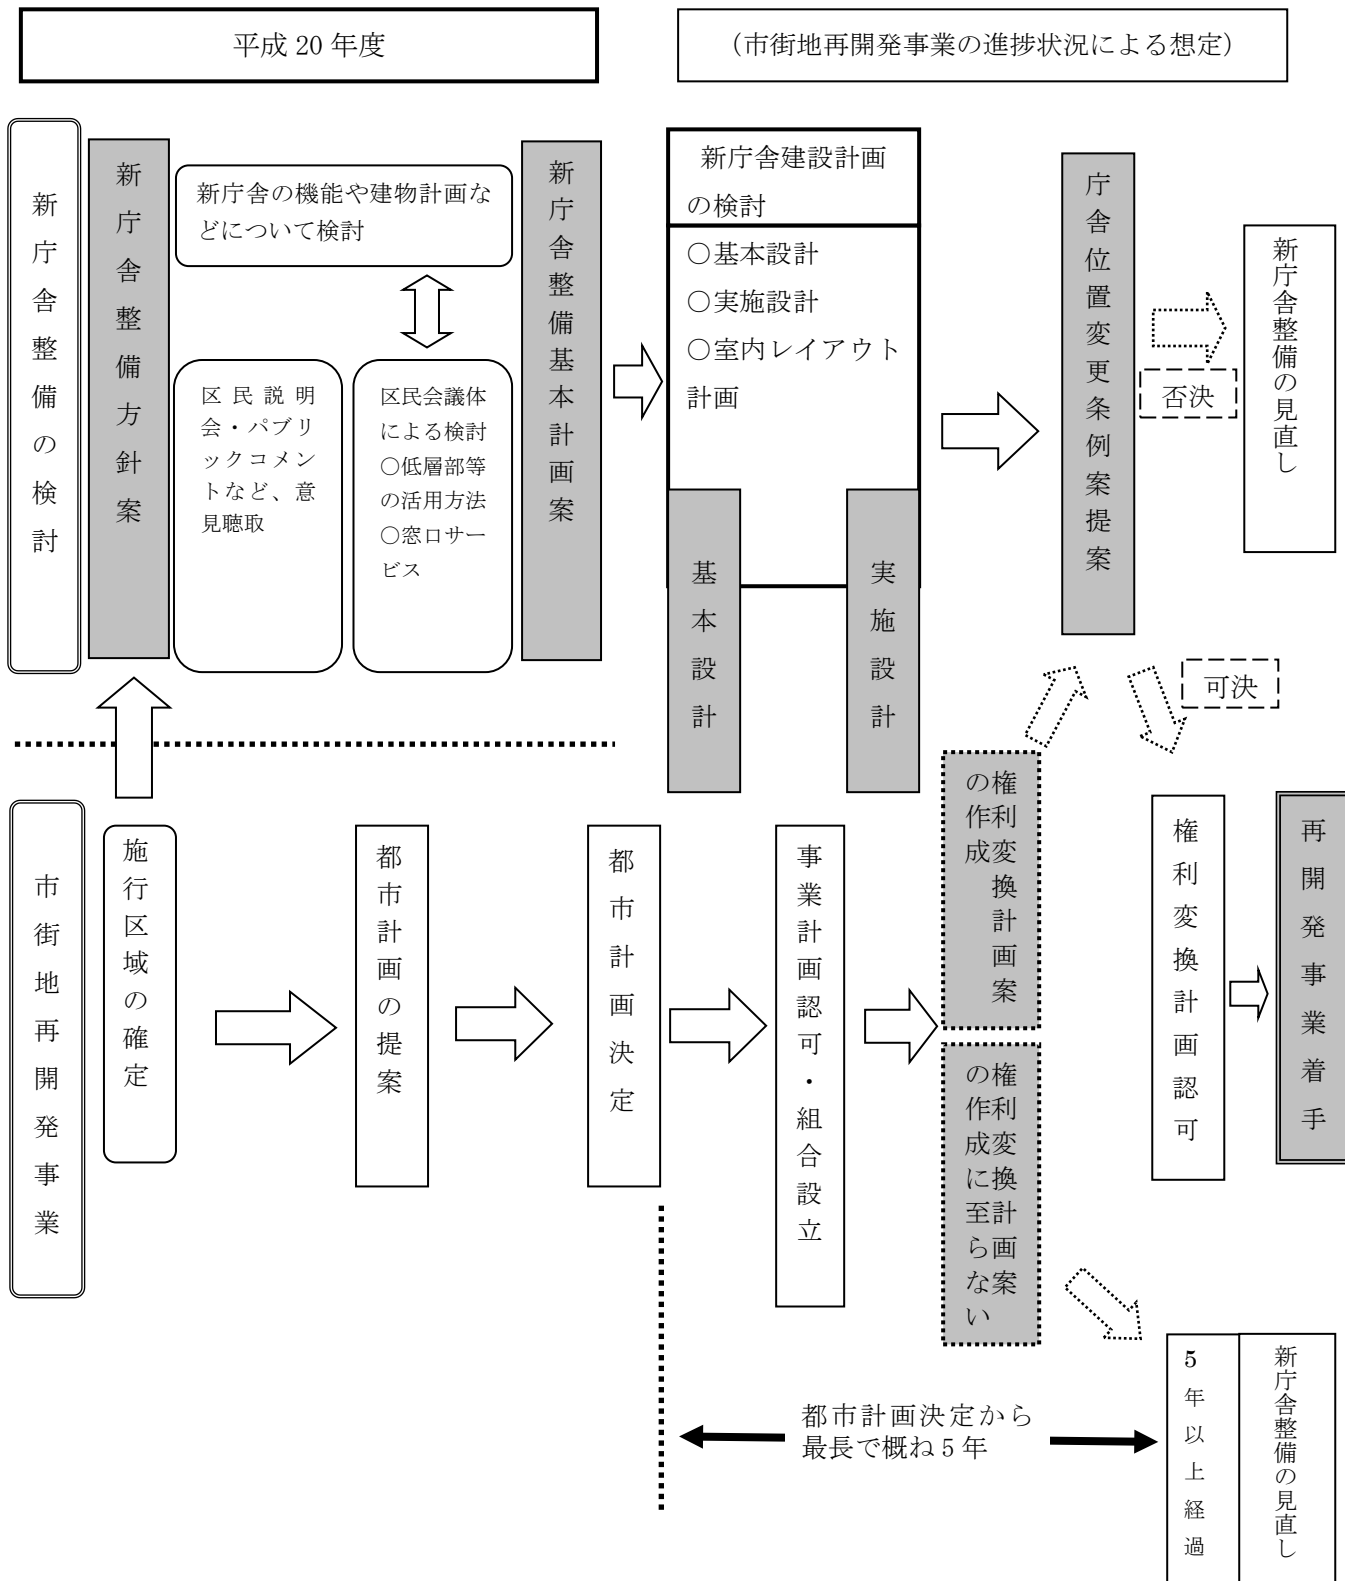 平成 20 年度
（市街地再開発事業の進捗状況による想定）
新庁舎整備の検討
新庁舎整備方針案
新庁舎の機能や建物計画な
どについて検討
区民説明
会・パブリ
ックコメン
トなど、意
見聴取
区民会議体
による検討
○低層部等
の活用方法
○窓口サー
ビス
新庁舎整備基本計画案
新庁舎建設計画
の検討
○基本設計
○実施設計
○室内レイアウト
計画
基本設計
実施設計
庁舎位置変更条例案提案
否決
新庁舎整備の見直し
可決
市街地再開発事業
施行区域の確定
都市計画の提案
都市計画決定
事業計画認可・組合設立
権利変換計画案
の作成
権利変換計画案
の作成に至らない
権利変換計画認可
再開発事業着手
都市計画決定から
最長で概ね 5 年
5年以上経過
新庁舎整備の見直し